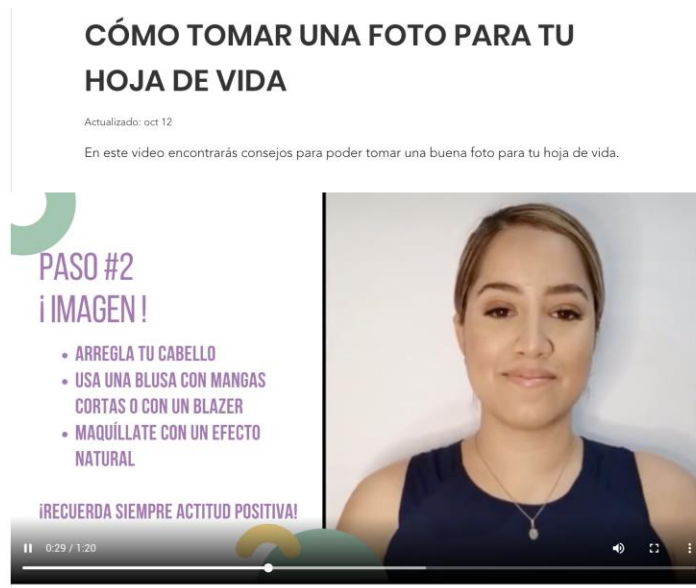 CÓMO TOMAR UNA FOTO PARA TU
HOJA DE VIDA
Actualizado: oct 12
En este video encontrarás consejos para poder tomar una buena foto para tu hoja de vida.
PASO #2
¡ IMAGEN !
• ARREGLA TU CABELLO
• USA UNA BLUSA CON MANGAS
CORTAS O CON UN BLAZER
• MAQUÍLLATE CON UN EFECTO
NATURAL
¡RECUERDA SIEMPRE ACTITUD POSITIVA!
0:29 / 1:20